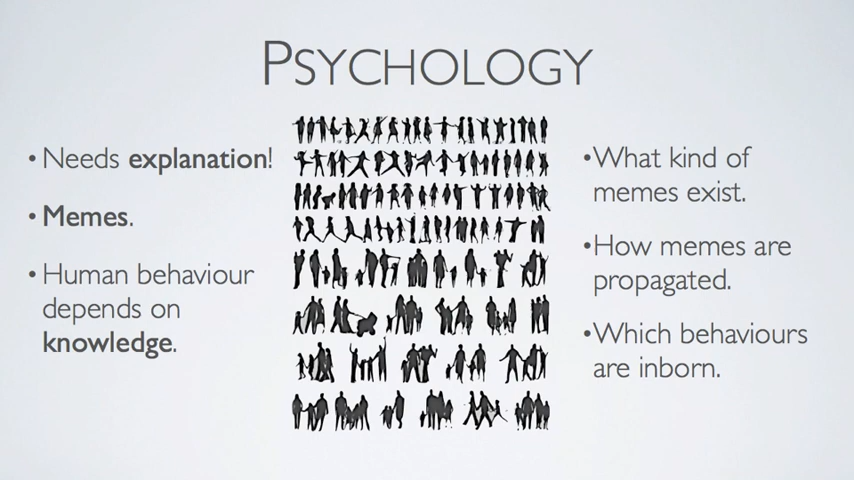 PSYCHOLOGY
• Needs explanation!
• Memes.
• Human behaviour
depends on
knowledge.
•What kind of
memes exist.
•How memes are
propagated.
•Which behaviours
are inborn.